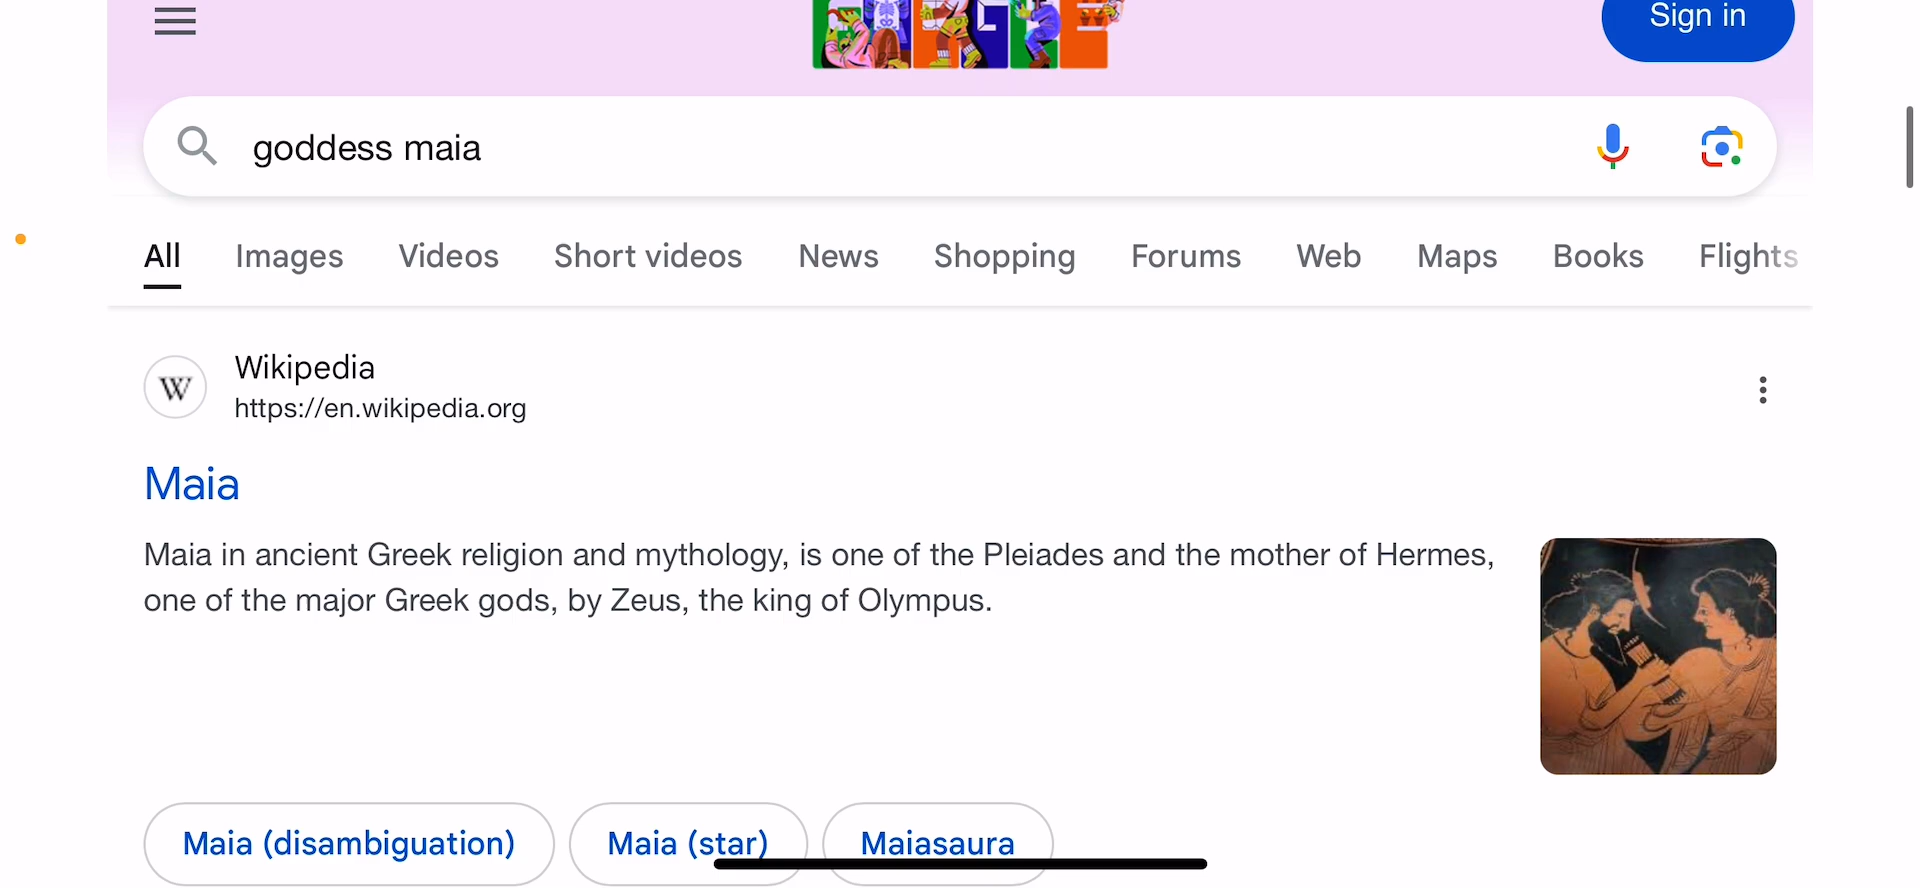 Sign in
goddess maia
All Images Videos Short videos News Shopping Forums Web Maps Books Flights
W
Wikipedia
https://en.wikipedia.org
Maia
Maia in ancient Greek religion and mythology, is one of the Pleiades and the mother of Hermes,
one of the major Greek gods, by Zeus, the king of Olympus.
Maia (disambiguation) Maia (star) Maiasaura